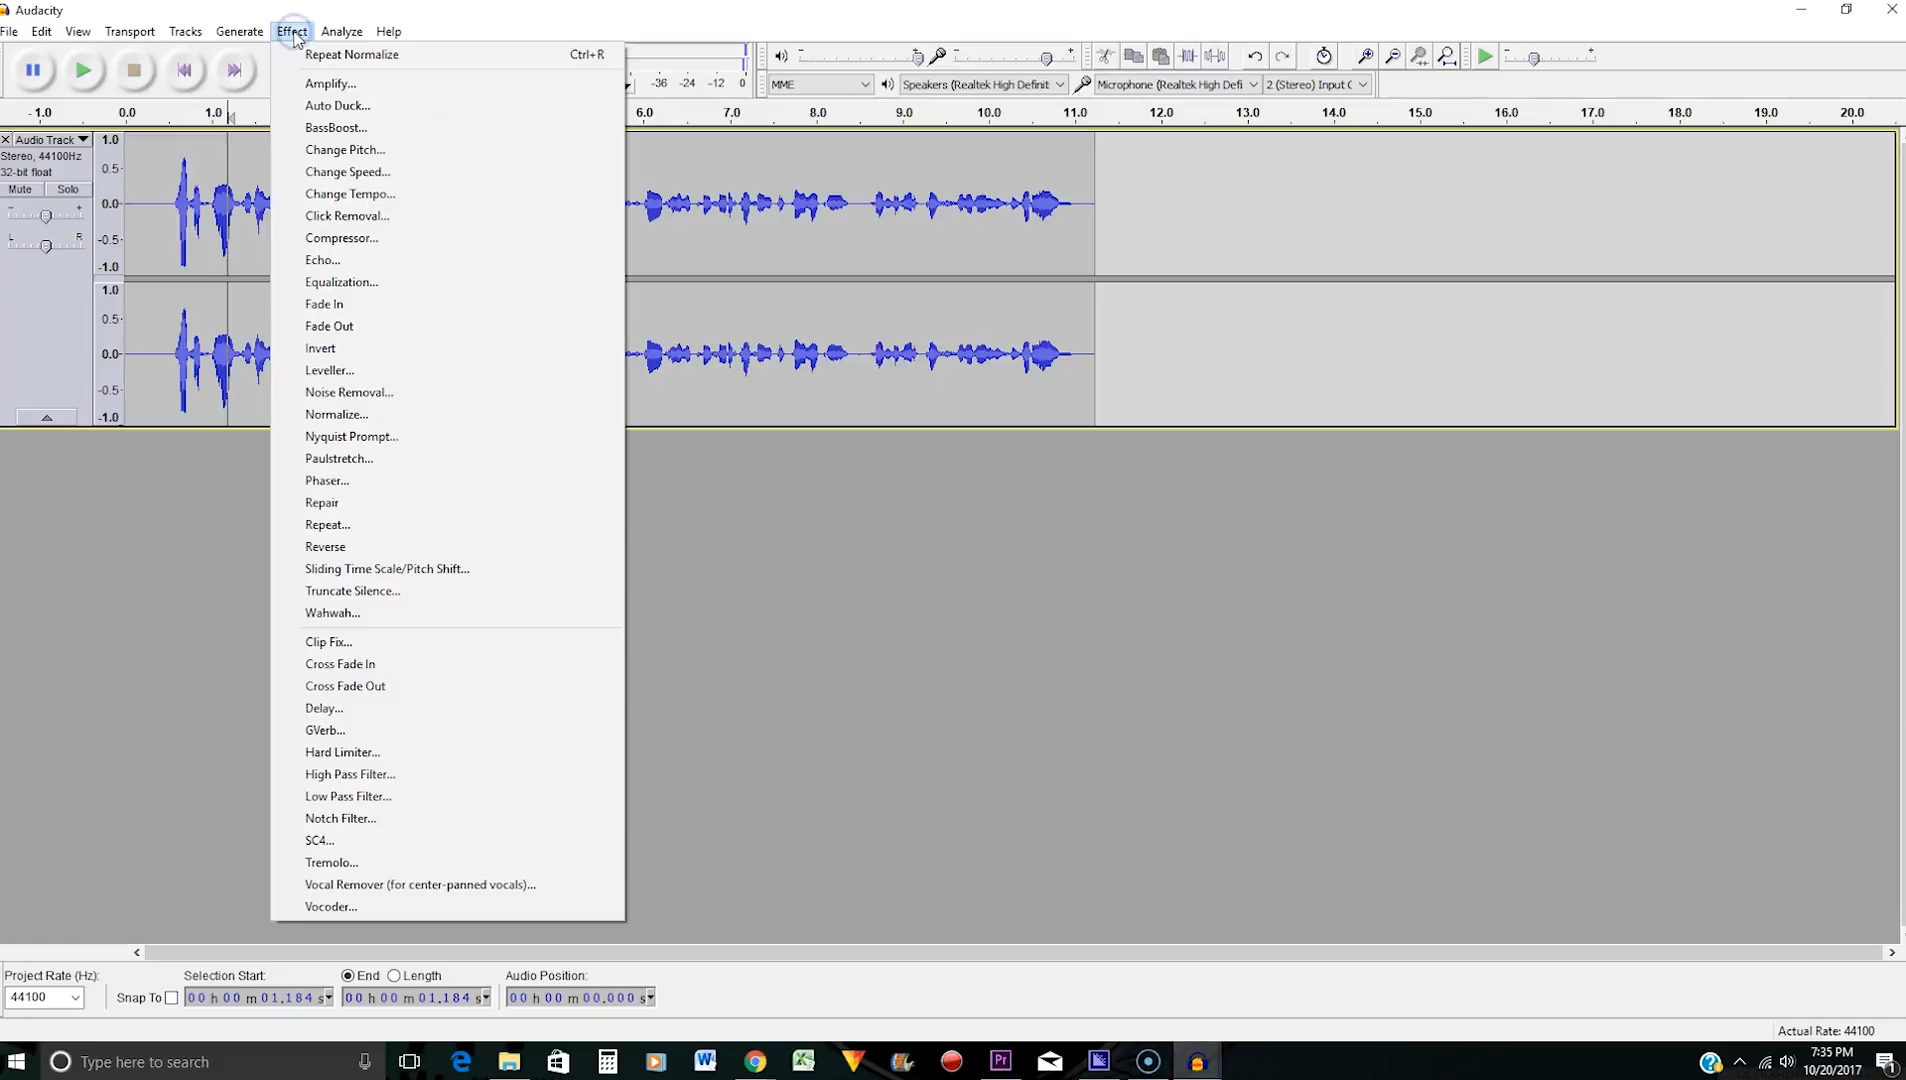 Audacity
File Edit View Transport Tracks Generate Effect Analyze Help
Repeat Normalize Ctrl+R
Amplify...
Auto Duck...
BassBoost...
Change Pitch...
Change Speed...
Change Tempo...
Click Removal...
Compressor...
Echo...
Equalization...
Fade In
Fade Out
Invert
Leveller...
Noise Removal...
Normalize...
Nyquist Prompt...
Paulstretch...
Phaser...
Repair
Repeat...
Reverse
Sliding Time Scale/Pitch Shift...
Truncate Silence...
Wahwah...
Clip Fix...
Cross Fade In
Cross Fade Out
Delay...
GVerb...
Hard Limiter...
High Pass Filter...
Low Pass Filter...
Notch Filter...
SC4...
Tremolo...
Vocal Remover (for center-panned vocals)...
Vocoder...
-36 -24 -12 0
MME Speakers (Realtek High Definit Microphone (Realtek High Defi 2 (Stereo) Input C
- 1.0 0.0 1.0 6.0 7.0 8.0 9.0 10.0 11.0 12.0 13.0 14.0 15.0 16.0 17.0 18.0 19.0 20.0
Audio Track
Stereo, 44100Hz
32-bit float
Mute Solo
- +
L R
1.0
0.5
0.0
-0.5
-1.0
1.0
0.5
0.0
-0.5
-1.0
Project Rate (Hz): Selection Start: End Length Audio Position:
44100 Snap To 00 h 00 m 01.184 s 00 h 00 m 01.184 s 00 h 00 m 00.000 s
Actual Rate: 44100
Type here to search
7:35 PM
10/20/2017